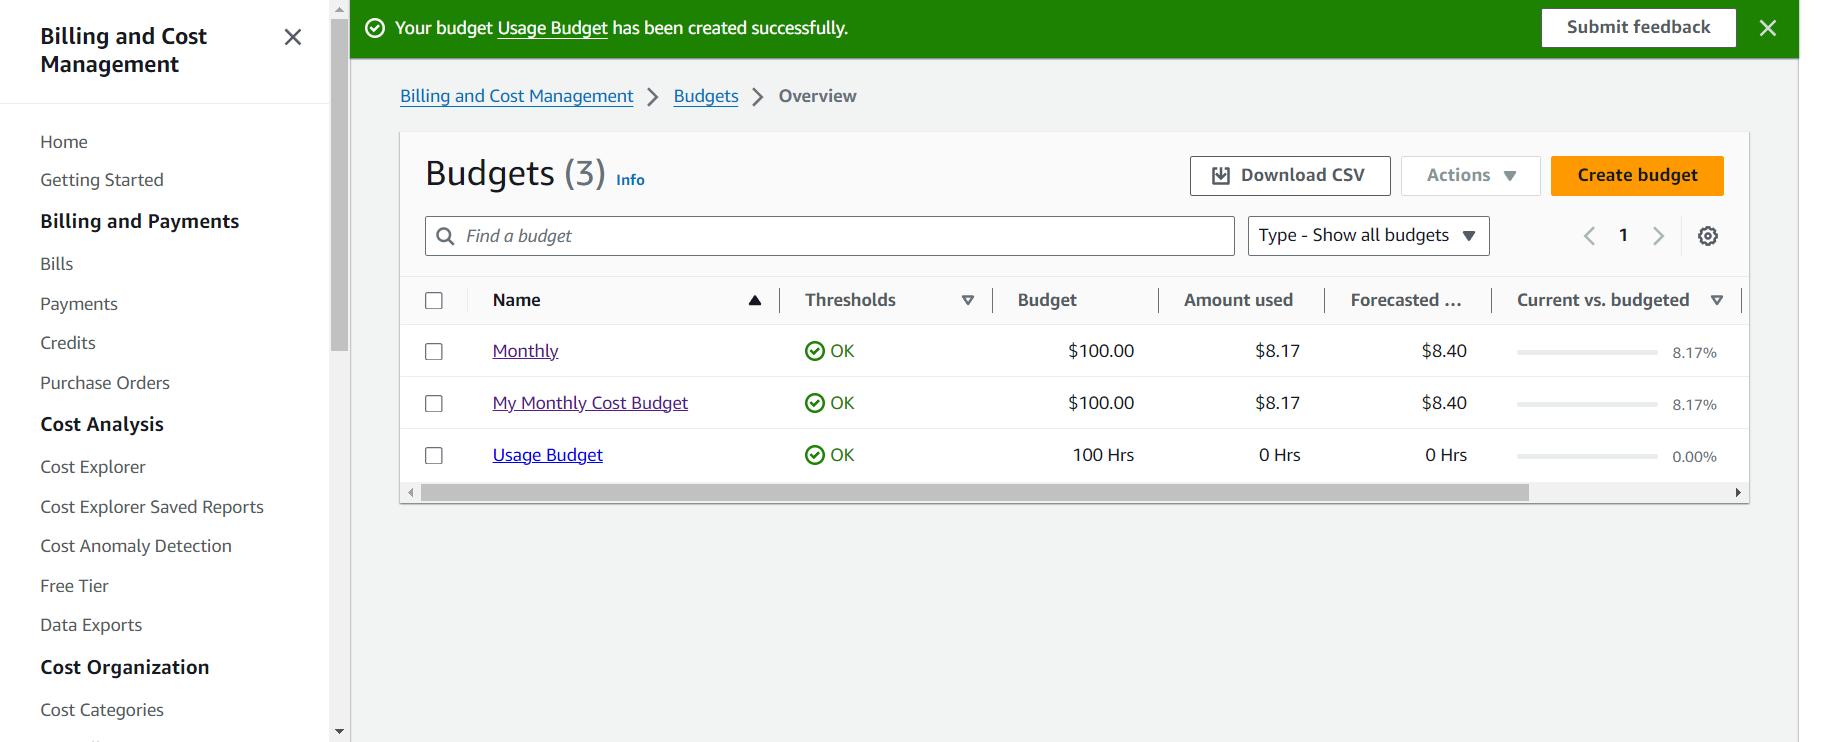 Billing and Cost
Management
Home
Getting Started
Billing and Payments
Bills
Payments
Credits
Purchase Orders
Cost Analysis
Cost Explorer
Cost Explorer Saved Reports
Cost Anomaly Detection
Free Tier
Data Exports
Cost Organization
Cost Categories
Your budget Usage Budget has been created successfully.
Submit feedback
Billing and Cost Management > Budgets > Overview
Budgets (3) Info
Download CSV
Actions
Create budget
Find a budget
Type - Show all budgets
1
Name Thresholds Budget Amount used Forecasted ... Current vs. budgeted
Monthly OK $100.00 $8.17 $8.40 8.17%
My Monthly Cost Budget OK $100.00 $8.17 $8.40 8.17%
Usage Budget OK 100 Hrs 0 Hrs 0 Hrs 0.00%